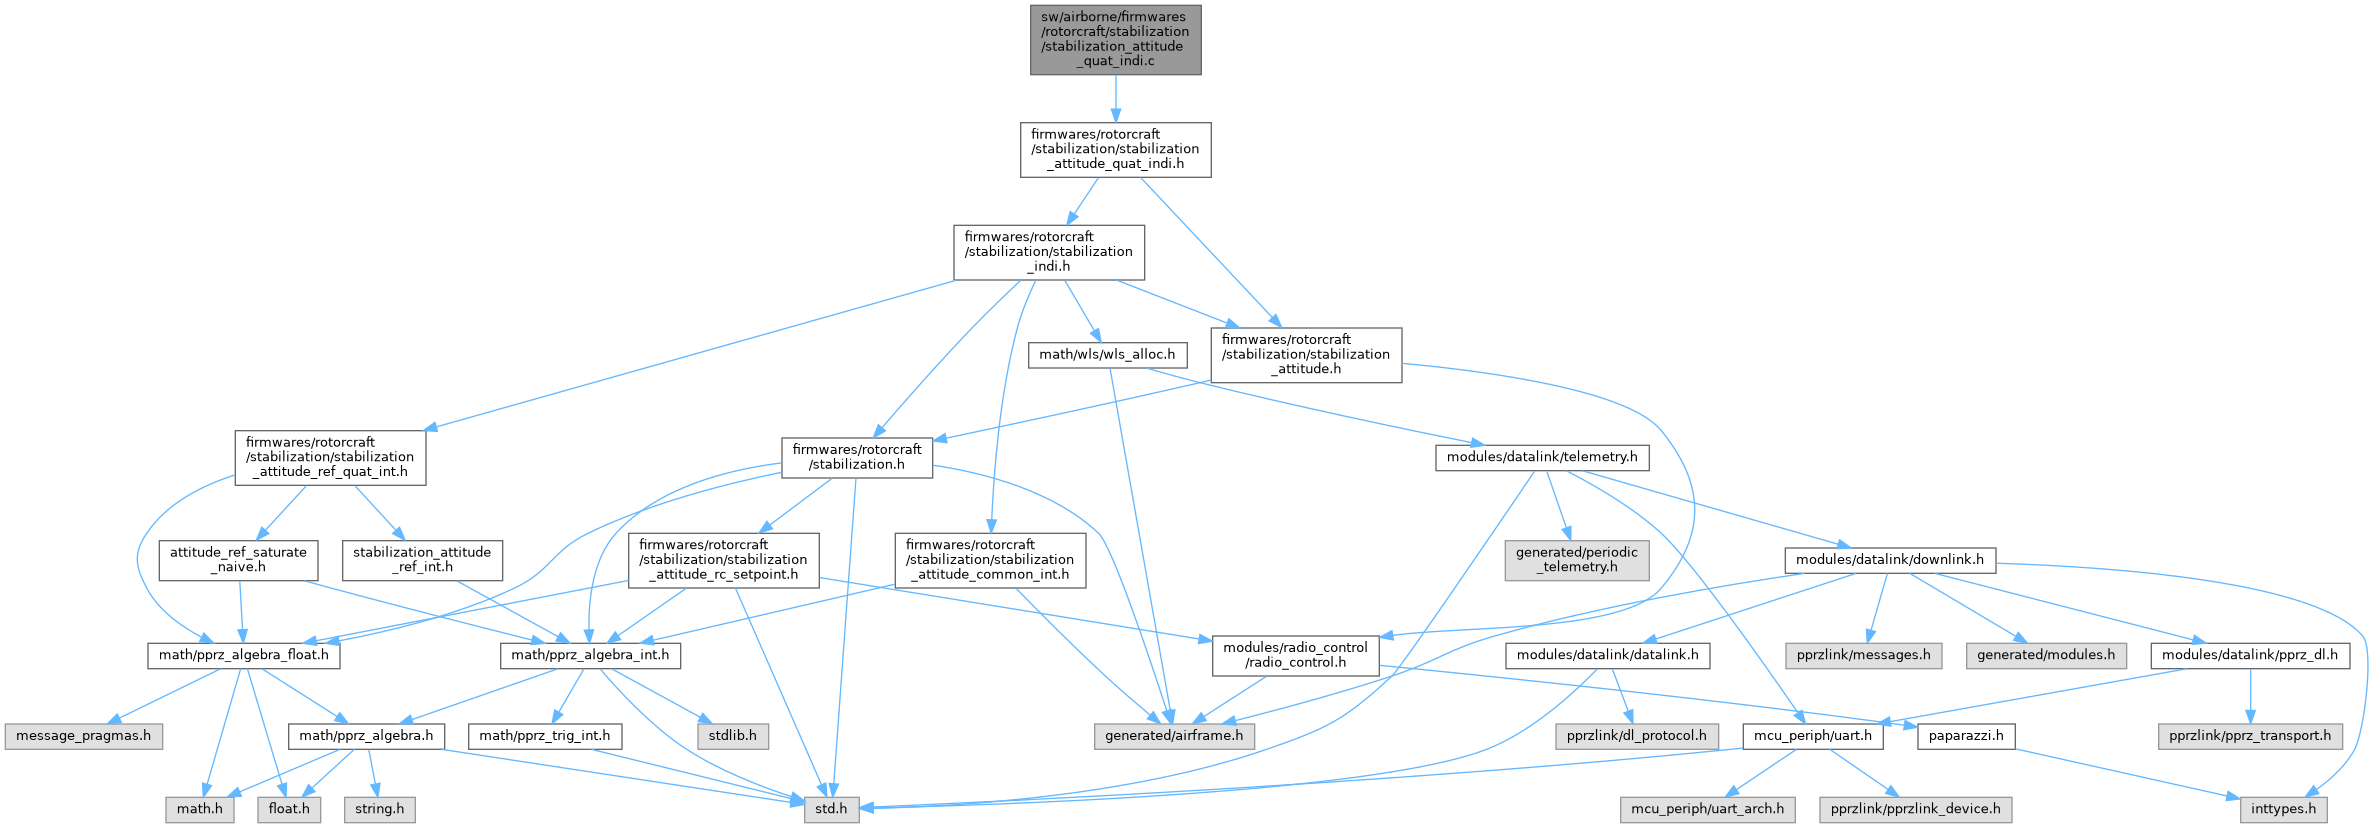 sw/airborne/firmwares
/rotorcraft/stabilization
/stabilization_attitude
_quat_indi.c
firmwares/rotorcraft
/stabilization/stabilization
_attitude_quat_indi.h
firmwares/rotorcraft
/stabilization/stabilization
_indi.h
firmwares/rotorcraft
/stabilization/stabilization
_attitude.h
math/wls/wls_alloc.h
firmwares/rotorcraft
/stabilization/stabilization
_attitude_ref_quat_int.h
firmwares/rotorcraft
/stabilization.h
modules/datalink/telemetry.h
attitude_ref_saturate
_naive.h
stabilization_attitude
_ref_int.h
firmwares/rotorcraft
/stabilization/stabilization
_attitude_rc_setpoint.h
firmwares/rotorcraft
/stabilization/stabilization
_attitude_common_int.h
generated/periodic
_telemetry.h
modules/datalink/downlink.h
math/pprz_algebra_float.h
math/pprz_algebra_int.h
modules/radio_control
/radio_control.h
modules/datalink/datalink.h
pprzlink/messages.h
generated/modules.h
modules/datalink/pprz_dl.h
message_pragmas.h
math/pprz_algebra.h
math/pprz_trig_int.h
stdlib.h
generated/airframe.h
pprzlink/dl_protocol.h
mcu_periph/uart.h
paparazzi.h
pprzlink/pprz_transport.h
math.h
float.h
string.h
std.h
mcu_periph/uart_arch.h
pprzlink/pprzlink_device.h
inttypes.h